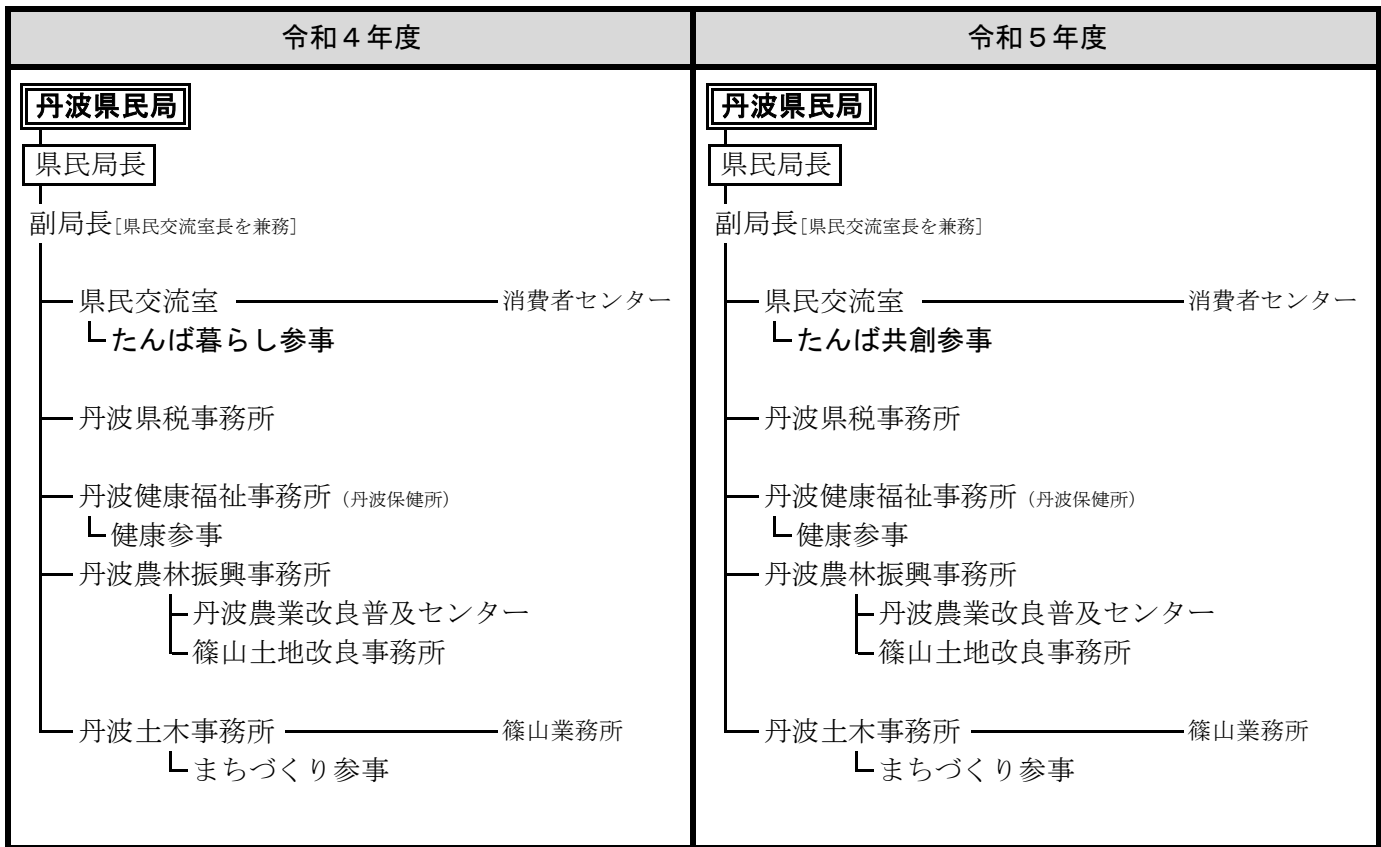 令和４年度
丹波県民局
県民局長
副局長[県民交流室長を兼務]
県民交流室 消費者センター
たんば暮らし参事
丹波県税事務所
丹波健康福祉事務所（丹波保健所）
健康参事
丹波農林振興事務所
丹波農業改良普及センター
篠山土地改良事務所
丹波土木事務所 篠山業務所
まちづくり参事
令和５年度
丹波県民局
県民局長
副局長[県民交流室長を兼務]
県民交流室 消費者センター
たんば共創参事
丹波県税事務所
丹波健康福祉事務所（丹波保健所）
健康参事
丹波農林振興事務所
丹波農業改良普及センター
篠山土地改良事務所
丹波土木事務所 篠山業務所
まちづくり参事